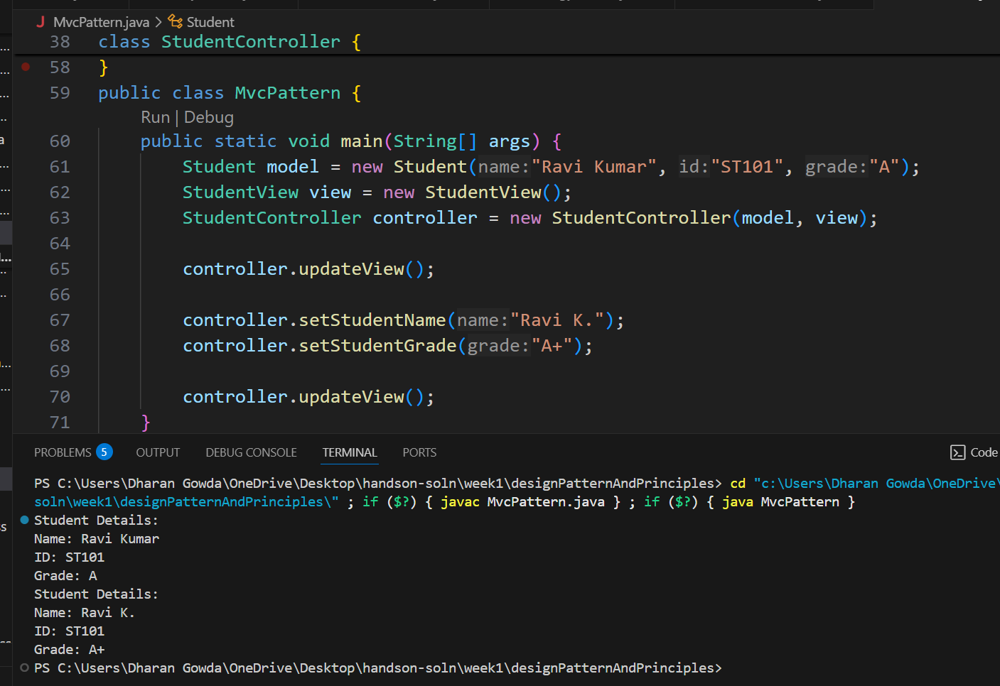 MvcPattern.java > Student
38 class StudentController {
58 }
59 public class MvcPattern {
Run | Debug
60 public static void main(String[] args) {
61 Student model = new Student(name:"Ravi Kumar", id:"ST101", grade:"A");
62 StudentView view = new StudentView();
63 StudentController controller = new StudentController(model, view);
64
65 controller.updateView();
66
67 controller.setStudentName(name:"Ravi K.");
68 controller.setStudentGrade(grade:"A+");
69
70 controller.updateView();
71 }
PROBLEMS 5 OUTPUT DEBUG CONSOLE TERMINAL PORTS Code
PS C:\Users\Dharan Gowda\OneDrive\Desktop\handson-soln\week1\designPatternAndPrinciples> cd "c:\Users\Dharan Gowda\OneDrive\
soln\week1\designPatternAndPrinciples\" ; if ($?) { javac MvcPattern.java } ; if ($?) { java MvcPattern }
Student Details:
Name: Ravi Kumar
ID: ST101
Grade: A
Student Details:
Name: Ravi K.
ID: ST101
Grade: A+
PS C:\Users\Dharan Gowda\OneDrive\Desktop\handson-soln\week1\designPatternAndPrinciples>